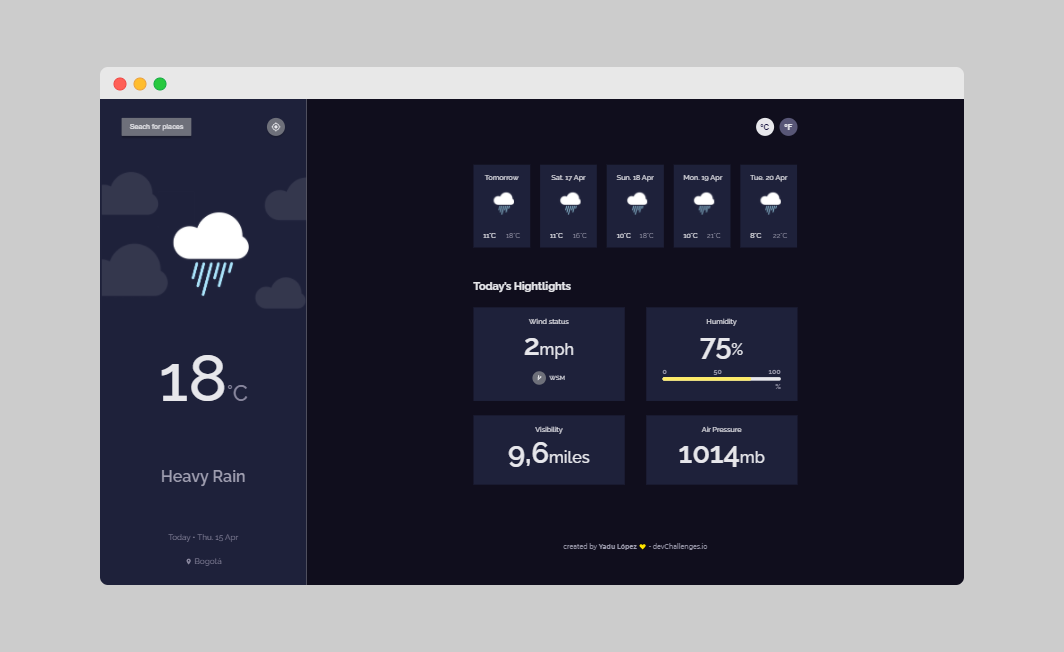 Seach for places
18°C
Heavy Rain
Today • Thu. 15 Apr
Bogolá
°C °F
Tomorrow
11°C 18°C
Sat. 17 Apr
11°C 16°C
Sun. 18 Apr
10°C 18°C
Mon. 19 Apr
10°C 21°C
Tue. 20 Apr
8°C 22°C
Today's Hightlights
Wind status
2mph
WSM
Humidity
75%
0 50 100
%
Visibility
9,6miles
Air Pressure
1014mb
created by Yadu López 💛 - devChallenges.io